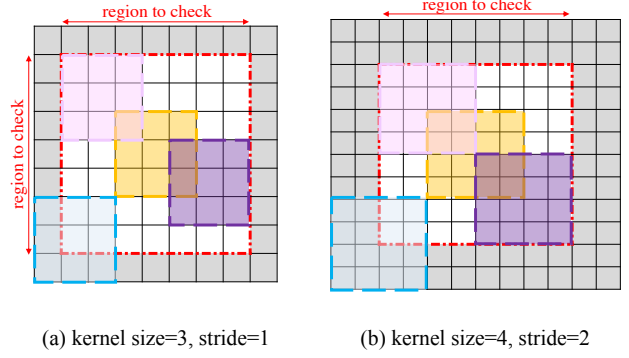 region to check
region to check
region to check
(a) kernel size=3, stride=1
(b) kernel size=4, stride=2